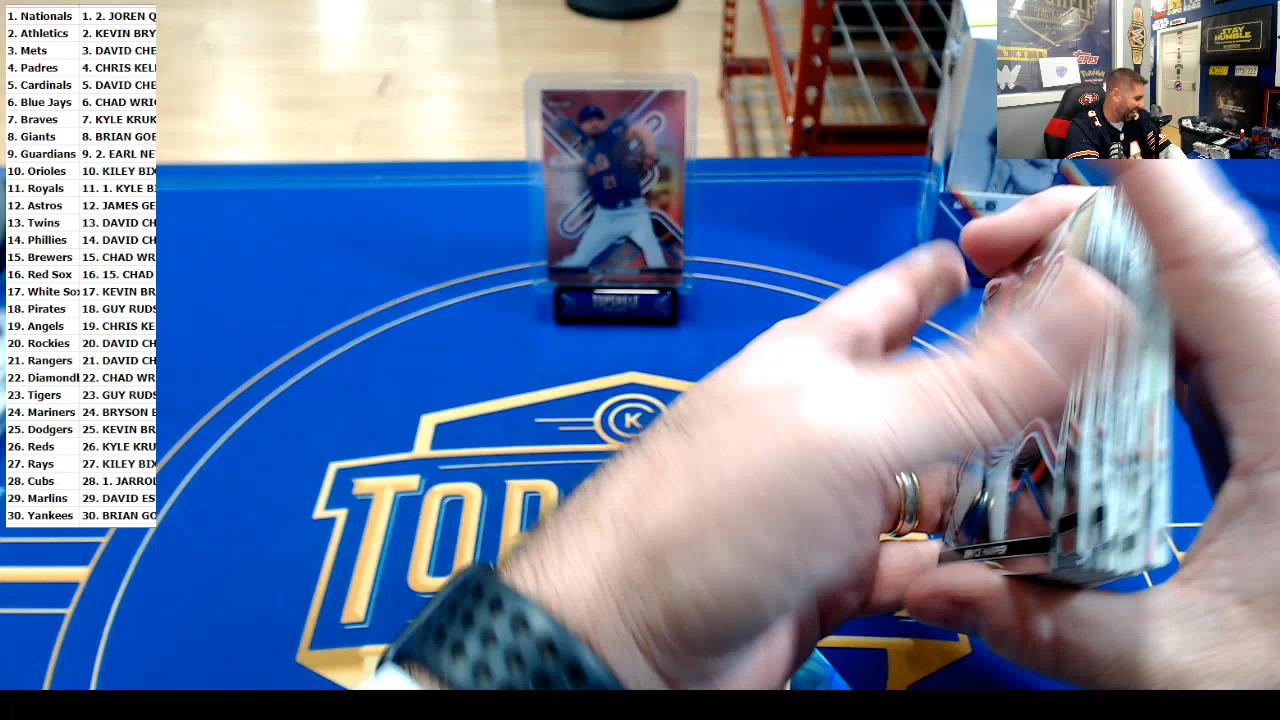 1. Nationals 1. 2. JOREN Q
2. Athletics 2. KEVIN BRY
3. Mets 3. DAVID CHE
4. Padres 4. CHRIS KEL
5. Cardinals 5. DAVID CHE
6. Blue Jays 6. CHAD WRI
7. Braves 7. KYLE KRUK
8. Giants 8. BRIAN GOE
9. Guardians 9. 2. EARL NE
10. Orioles 10. KILEY BIX
11. Royals 11. 1. KYLE B
12. Astros 12. JAMES GE
13. Twins 13. DAVID CH
14. Phillies 14. DAVID CH
15. Brewers 15. CHAD WR
16. Red Sox 16. 15. CHAD
17. White Sox 17. KEVIN BR
18. Pirates 18. GUY RUDS
19. Angels 19. CHRIS KE
20. Rockies 20. DAVID CH
21. Rangers 21. DAVID CH
22. Diamond 22. CHAD WR
23. Tigers 23. GUY RUDS
24. Mariners 24. BRYSON B
25. Dodgers 25. KEVIN BR
26. Reds 26. KYLE KRU
27. Rays 27. KILEY BIX
28. Cubs 28. 1. JARROD
29. Marlins 29. DAVID ES
30. Yankees 30. BRIAN GO
STAY
HUMBLE
topps
21
K
TOP
BRYCE HARPER